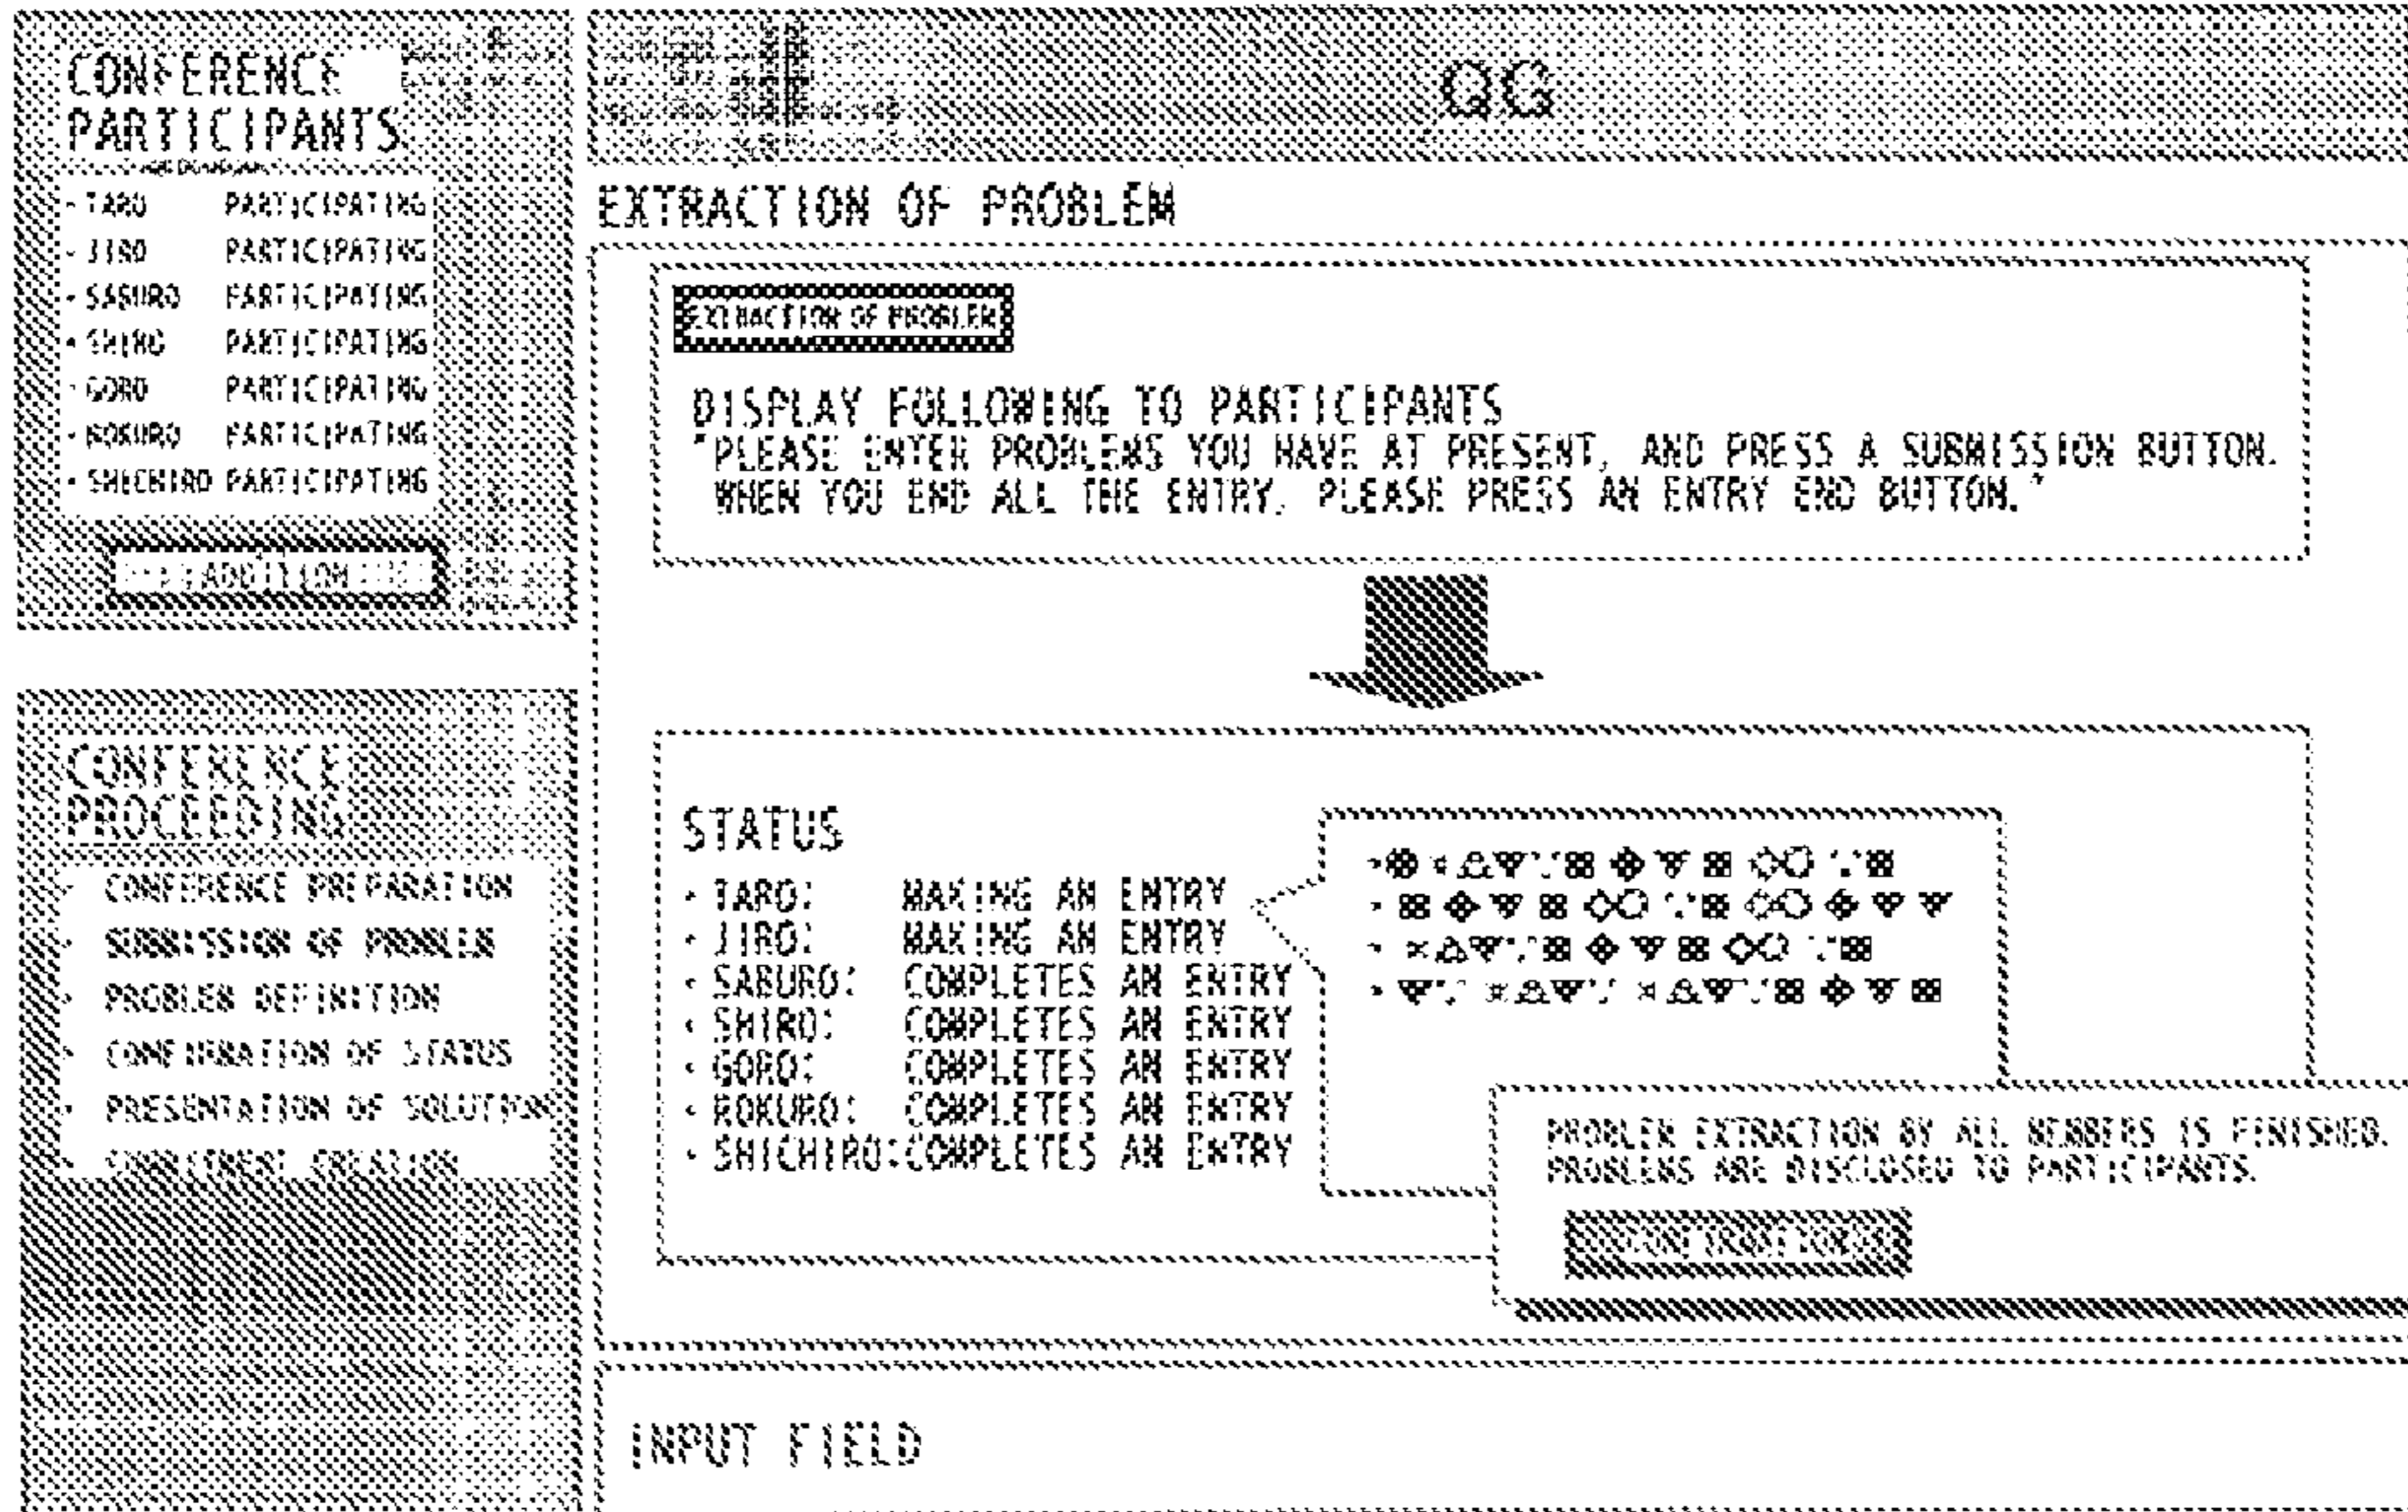 CONFERENCE
PARTICIPANTS
・TARO PARTICIPATING
・JIRO PARTICIPATING
・SABURO PARTICIPATING
・SHIRO PARTICIPATING
・GORO PARTICIPATING
・ROKURO PARTICIPATING
・SHICHIRO PARTICIPATING
ADDITION
CONFERENCE
PROCEEDING
・ CONFERENCE PREPARATION
・ SUBMISSION OF PROBLEM
・ PROBLEM DEFINITION
・ CONFIRMATION OF STATUS
・ PRESENTATION OF SOLUTION
・ COMMITMENT CREATION
GG
EXTRACTION OF PROBLEM
EXTRACTION OF PROBLEM
DISPLAY FOLLOWING TO PARTICIPANTS
"PLEASE ENTER PROBLEMS YOU HAVE AT PRESENT, AND PRESS A SUBMISSION BUTTON.
WHEN YOU END ALL THE ENTRY, PLEASE PRESS AN ENTRY END BUTTON."
STATUS
・TARO: MAKING AN ENTRY
・JIRO: MAKING AN ENTRY
・SABURO: COMPLETES AN ENTRY
・SHIRO: COMPLETES AN ENTRY
・GORO: COMPLETES AN ENTRY
・ROKURO: COMPLETES AN ENTRY
・SHICHIRO:COMPLETES AN ENTRY
PROBLEM EXTRACTION BY ALL MEMBERS IS FINISHED.
PROBLEMS ARE DISCLOSED TO PARTICIPANTS.
CONFIRMATION
INPUT FIELD